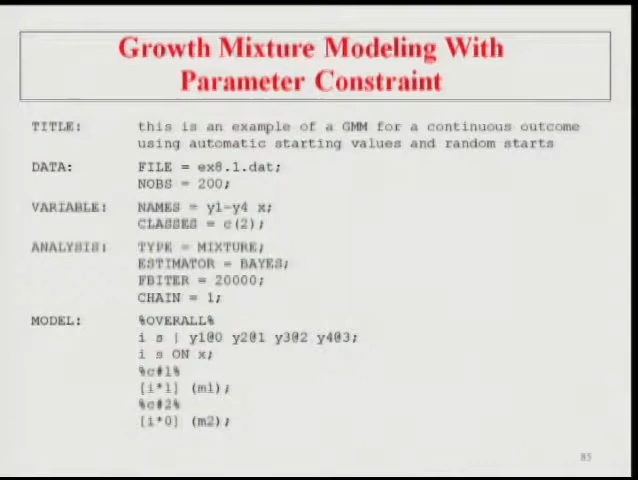 Growth Mixture Modeling With
Parameter Constraint
TITLE: this is an example of a GMM for a continuous outcome
using automatic starting values and random starts
DATA: FILE = ex8.1.dat;
NOBS = 200;
VARIABLE: NAMES = y1-y4 x;
CLASSES = c(2);
ANALYSIS: TYPE = MIXTURE;
ESTIMATOR = BAYES;
FBITER = 20000;
CHAIN = 1;
MODEL: %OVERALL%
i s | y1@0 y2@1 y3@2 y4@3;
i s ON x;
%c#1%
[i*1] (m1);
%c#2%
[i*0] (m2);
85